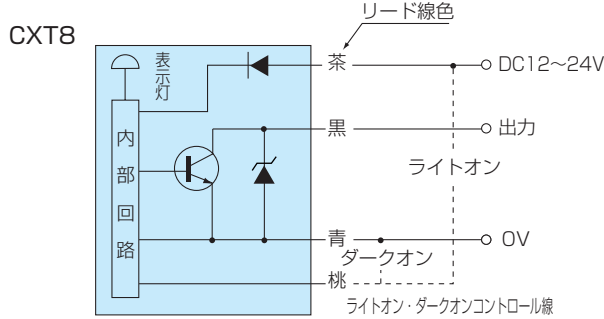 リード線色
CXT8
表示灯
茶
DC12〜24V
内部回路
黒
出力
ライトオン
青
0V
ダークオン
桃
ライトオン・ダークオンコントロール線